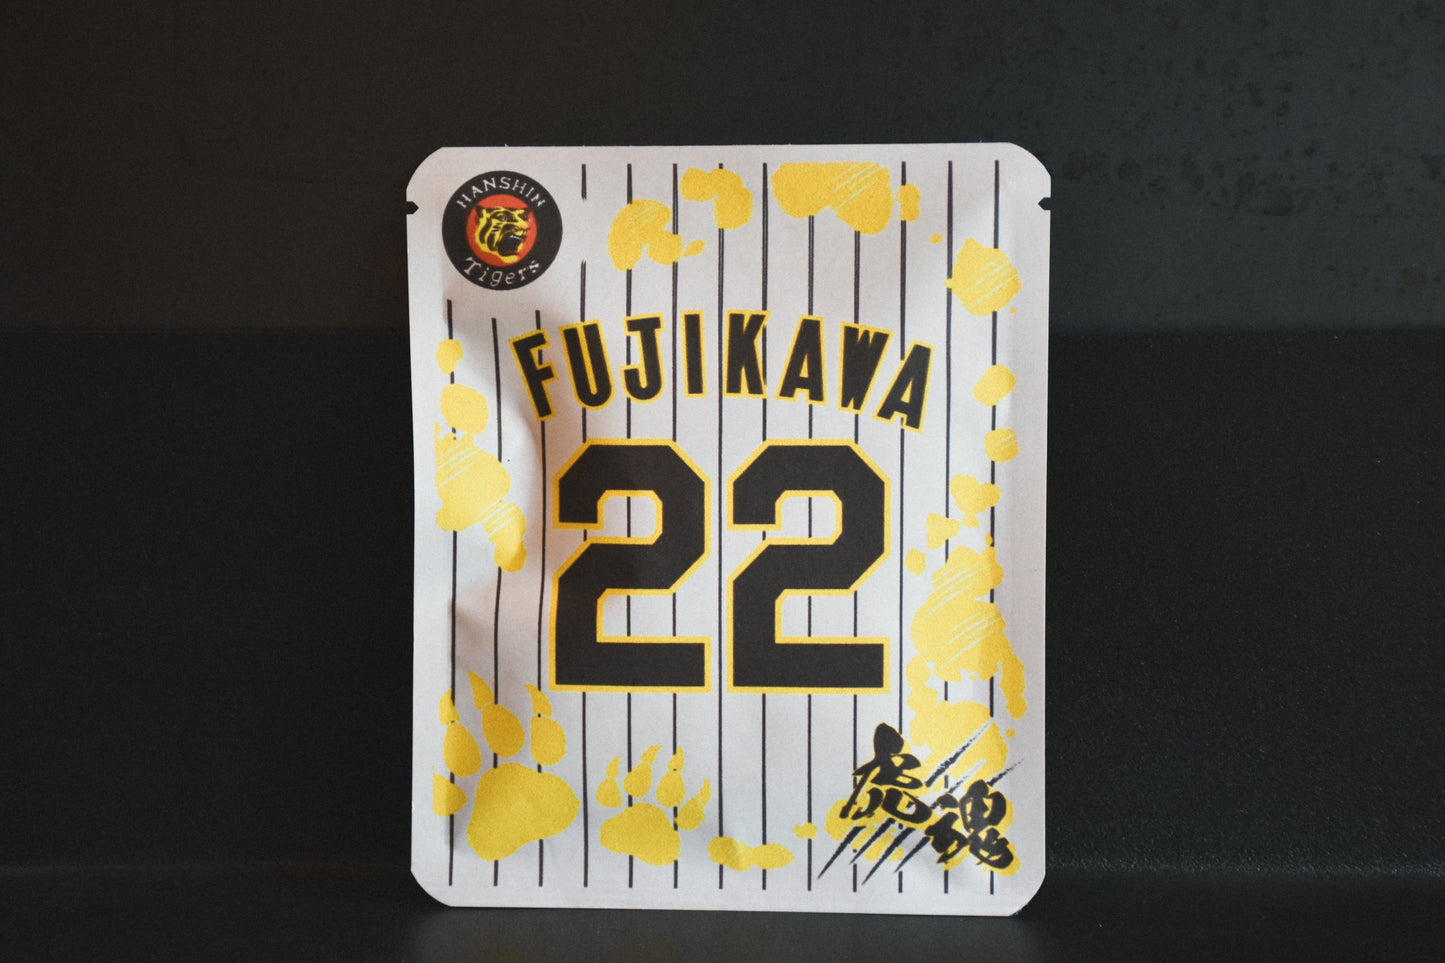 HANSHIN
Tigers
FUJIKAWA
22
虎魂